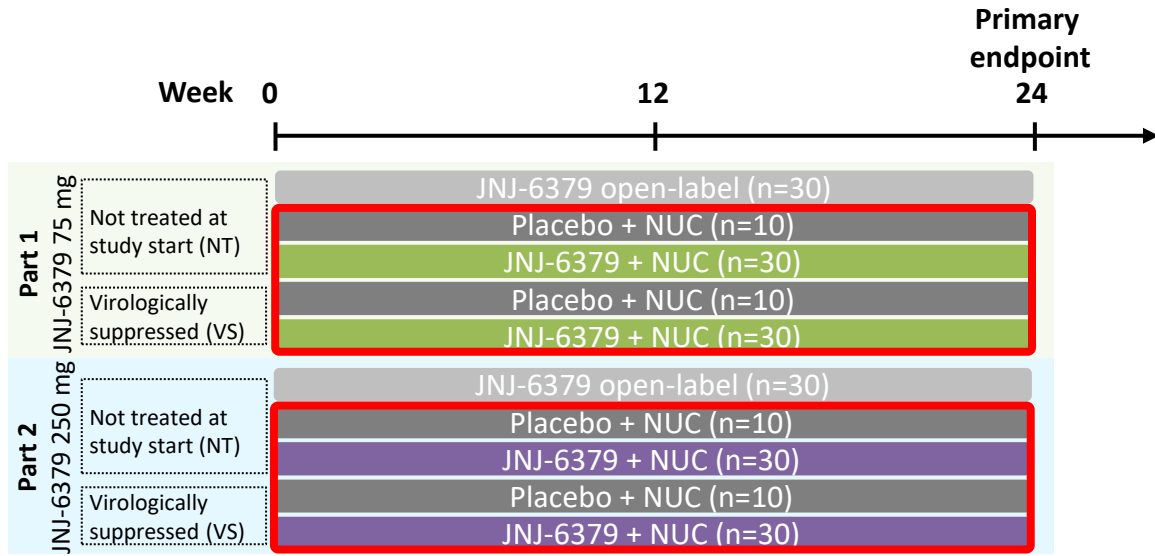 Primary
endpoint
Week 0 12 24
Part 1
JNJ-6379 75 mg
Not treated at
study start (NT)
Virologically
suppressed (VS)
JNJ-6379 open-label (n=30)
Placebo + NUC (n=10)
JNJ-6379 + NUC (n=30)
Placebo + NUC (n=10)
JNJ-6379 + NUC (n=30)
Part 2
JNJ-6379 250 mg
Not treated at
study start (NT)
Virologically
suppressed (VS)
JNJ-6379 open-label (n=30)
Placebo + NUC (n=10)
JNJ-6379 + NUC (n=30)
Placebo + NUC (n=10)
JNJ-6379 + NUC (n=30)